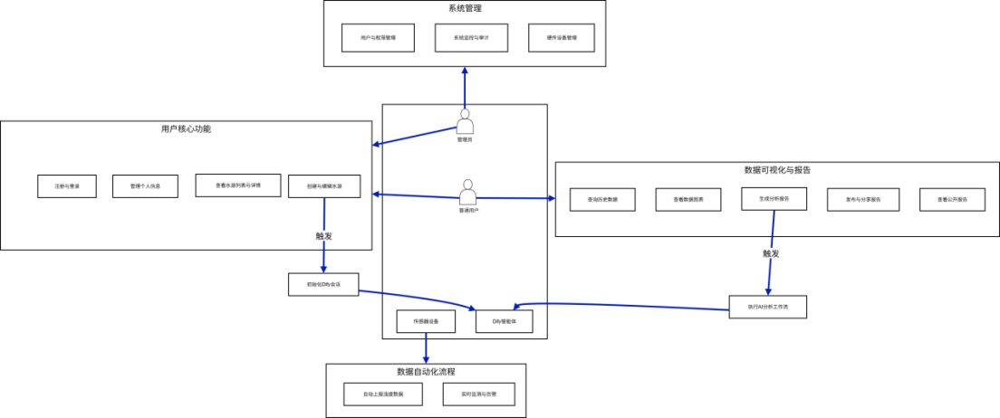 系统管理
用户与权限管理
系统监控与审计
硬件设备管理
管理员
用户核心功能
注册与登录
管理个人信息
查看水源列表与详情
创建与编辑水源
普通用户
数据可视化与报告
查询历史数据
查看数据图表
生成分析报告
发布与分享报告
查看公开报告
触发
触发
初始化Dify会话
执行AI分析工作流
传感器设备
Dify智能体
数据自动化流程
自动上报浊度数据
实时监测与告警